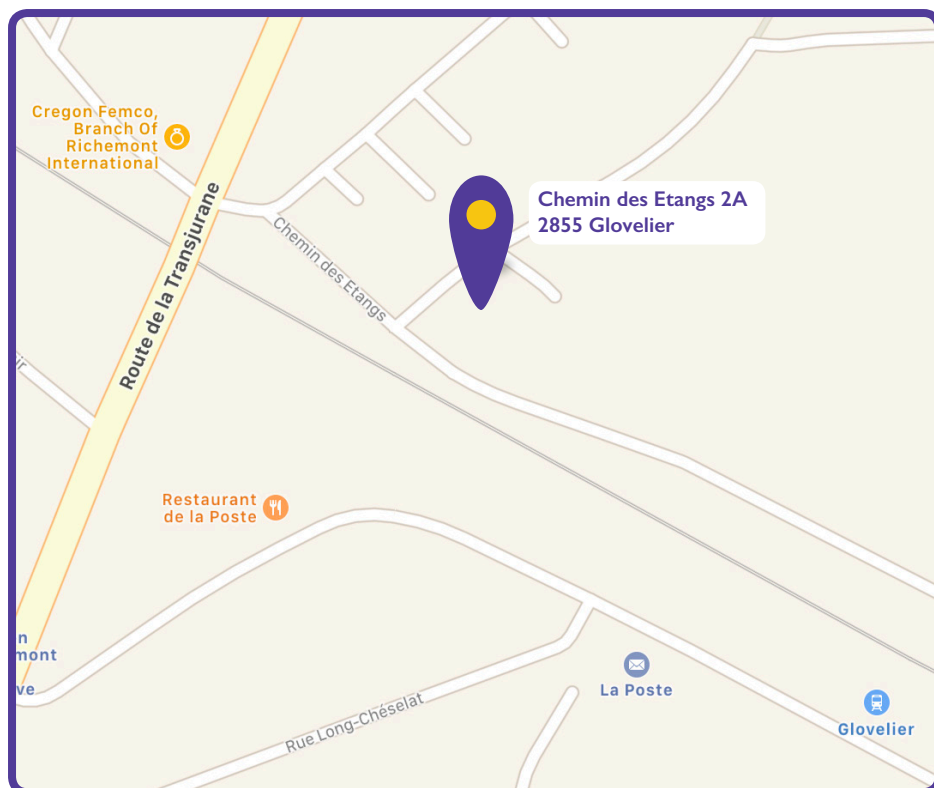 Cregon Femco,
Branch Of
Richemont
International
Route de la Transjurane
Chemin des Etangs
Chemin des Etangs 2A
2855 Glovelier
Restaurant
de la Poste
La Poste
Glovelier
Rue Long-Chéselat